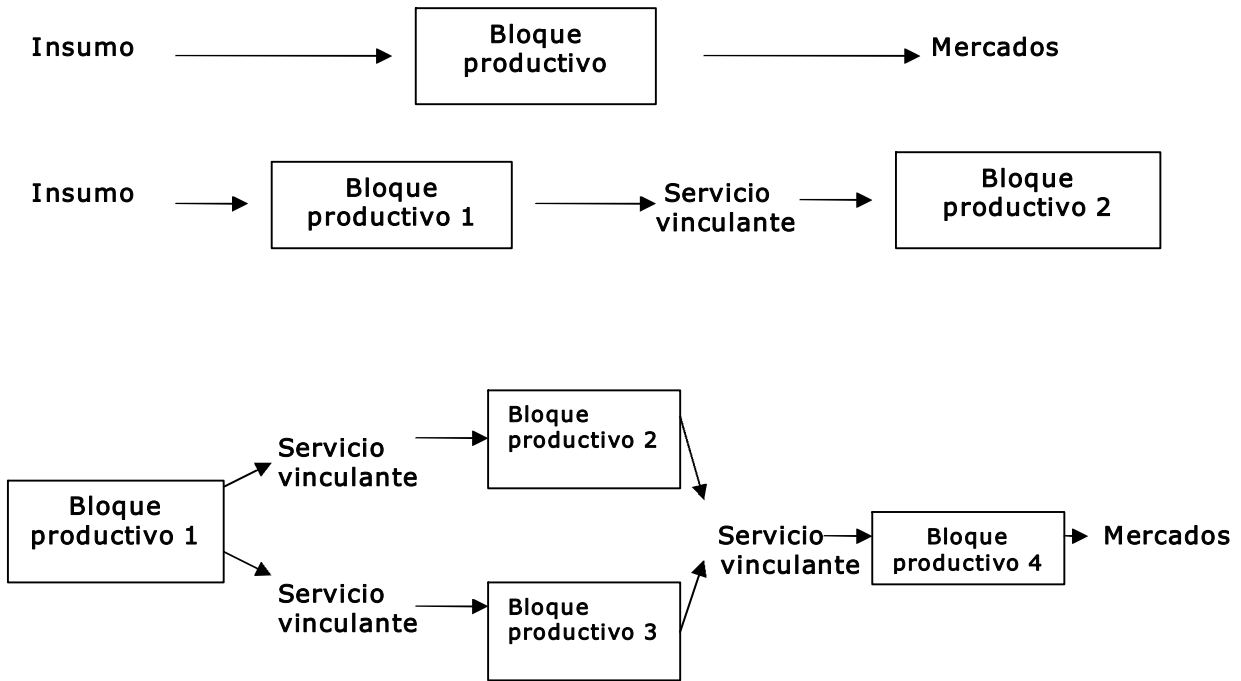 Insumo
Bloque
productivo
Mercados
Insumo
Bloque
productivo 1
Servicio
vinculante
Bloque
productivo 2
Bloque
productivo 1
Servicio
vinculante
Servicio
vinculante
Bloque
productivo 2
Bloque
productivo 3
Servicio
vinculante
Bloque
productivo 4
Mercados